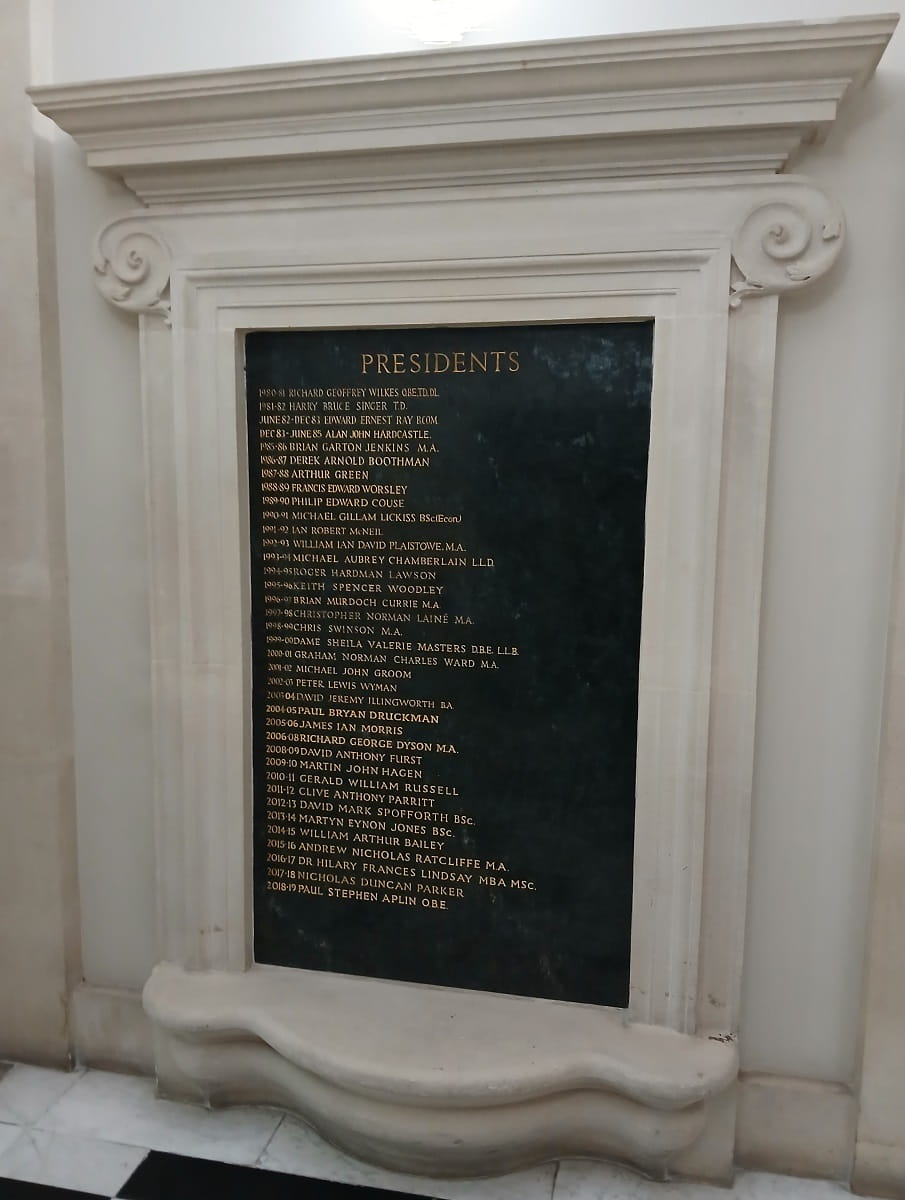 PRESIDENTS
1980-81 RICHARD GEOFFREY WILKES O.B.E,T.D,D.L.
1981-82 HARRY BRUCE SINGER T.D.
JUNE 82-DEC 83 EDWARD ERNEST RAY B.COM
DEC 83-JUNE 85 ALAN JOHN HARDCASTLE.
1985-86 BRIAN GARTON JENKINS M.A.
1986-87 DEREK ARNOLD BOOTHMAN
1987-88 ARTHUR GREEN
1988-89 FRANCIS EDWARD WORSLEY
1989-90 PHILIP EDWARD COUSE
1990-91 MICHAEL GILLAM LICKISS BSc(Econ)
1991-92 IAN ROBERT McNEIL
1992-93 WILLIAM IAN DAVID PLAISTOWE. M.A.
1993-94 MICHAEL AUBREY CHAMBERLAIN L.L.D
1994-95 ROGER HARDMAN LAWSON
1995-96 KEITH SPENCER WOODLEY
1996-97 BRIAN MURDOCH CURRIE M.A
1997-98 CHRISTOPHER NORMAN LAINÉ M.A.
1998-99 CHRIS SWINSON M.A.
1999-00 DAME SHEILA VALERIE MASTERS D.B.E. L.L.B.
2000-01 GRAHAM NORMAN CHARLES WARD M.A.
2001-02 MICHAEL JOHN GROOM
2002-03 PETER LEWIS WYMAN
2003-04 DAVID JEREMY ILLINGWORTH B.A.
2004-05 PAUL BRYAN DRUCKMAN
2005-06 JAMES IAN MORRIS
2006-08 RICHARD GEORGE DYSON M.A.
2008-09 DAVID ANTHONY FURST
2009-10 MARTIN JOHN HAGEN
2010-11 GERALD WILLIAM RUSSELL
2011-12 CLIVE ANTHONY PARRITT
2012-13 DAVID MARK SPOFFORTH BSc.
2013-14 MARTYN EYNON JONES BSc.
2014-15 WILLIAM ARTHUR BAILEY
2015-16 ANDREW NICHOLAS RATCLIFFE M.A.
2016-17 DR HILARY FRANCES LINDSAY MBA MSc.
2017-18 NICHOLAS DUNCAN PARKER
2018-19 PAUL STEPHEN APLIN O.B.E.